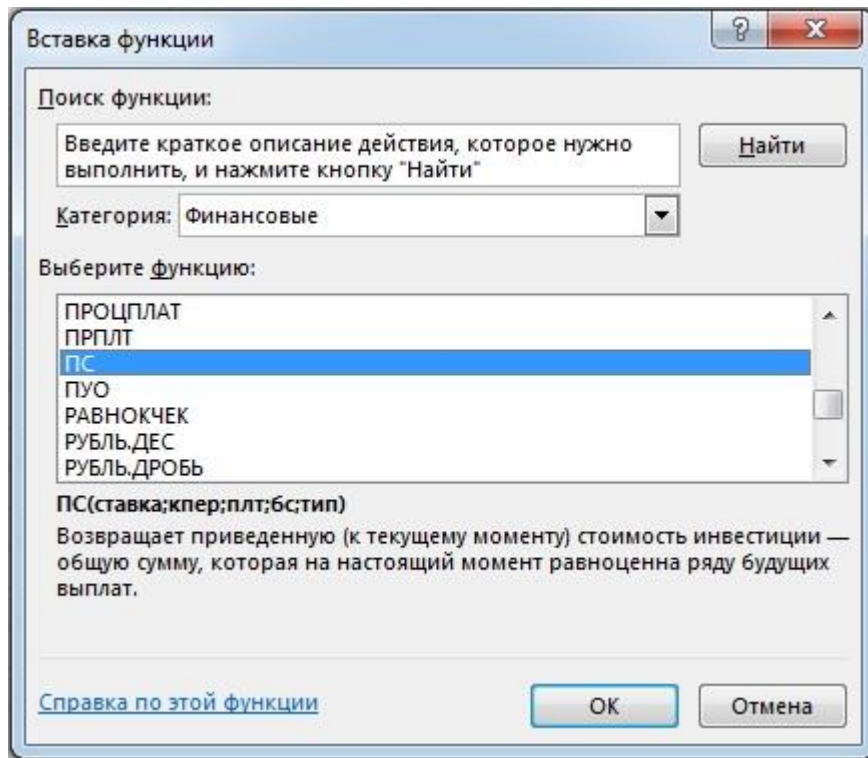 Вставка функции
?
Поиск функции:
Введите краткое описание действия, которое нужно
выполнить, и нажмите кнопку "Найти"
Найти
Категория: Финансовые
Выберите функцию:
ПРОЦПЛАТ
ПРПЛТ
ПС
ПУО
РАВНОКЧЕК
РУБЛЬ.ДЕС
РУБЛЬ.ДРОБЬ
ПС(ставка;кпер;плт;бс;тип)
Возвращает приведенную (к текущему моменту) стоимость инвестиции —
общую сумму, которая на настоящий момент равноценна ряду будущих
выплат.
Справка по этой функции
ОК
Отмена